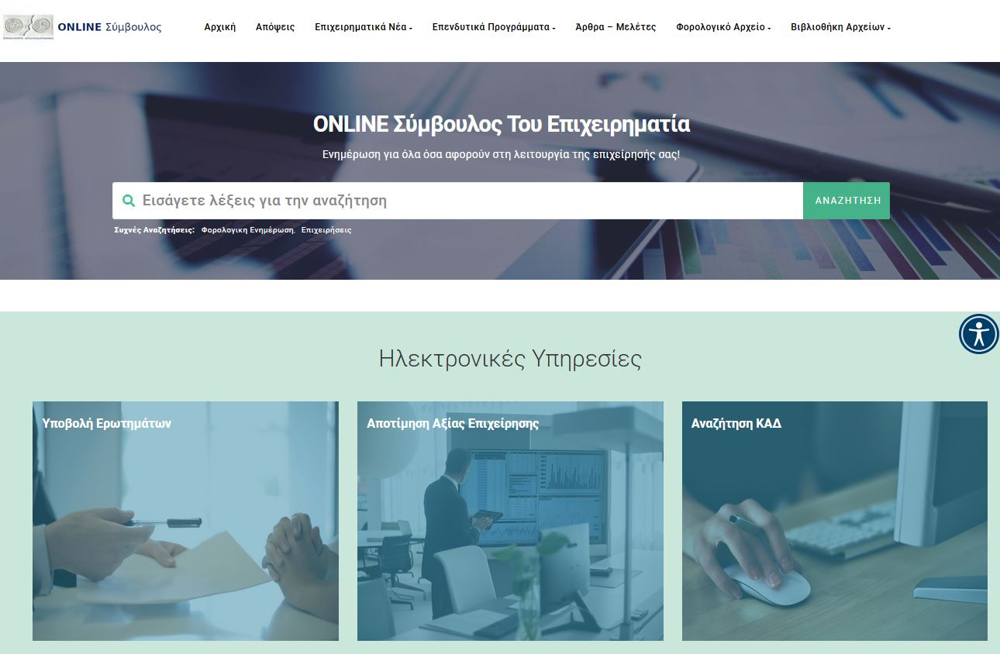 ONLINE Σύμβουλος
Αρχική Απόψεις Επιχειρηματικά Νέα Επενδυτικά Προγράμματα Άρθρα – Μελέτες Φορολογικό Αρχείο Βιβλιοθήκη Αρχείων
ONLINE Σύμβουλος Του Επιχειρηματία
Ενημέρωση για όλα όσα αφορούν στη λειτουργία της επιχείρησής σας!
Εισάγετε λέξεις για την αναζήτηση ΑΝΑΖΗΤΗΣΗ
Συχνές Αναζητήσεις: Φορολογικη Ενημέρωση, Επιχειρήσεις
Ηλεκτρονικές Υπηρεσίες
Υποβολή Ερωτημάτων Αποτίμηση Αξίας Επιχείρησης Αναζήτηση ΚΑΔ